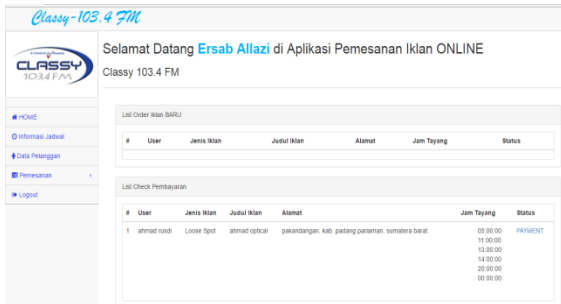 Classy-103.4 FM
CLASSY
103.4 FM
Selamat Datang Ersab Allazi di Aplikasi Pemesanan Iklan ONLINE
Classy 103.4 FM
HOME
Informasi Jadwal
Data Pelanggan
Pemesanan
Logout
List Order Iklan BARU
# User Jenis Iklan Judul Iklan Alamat Jam Tayang Status
List Check Pembayaran
# User Jenis Iklan Judul Iklan Alamat Jam Tayang Status
1 ahmad rusdi Loose Spot ahmad optical pakandangan, kab. padang pariaman, sumatera barat 05:00:00 PAYMENT
11:00:00
13:00:00
14:00:00
20:00:00
00:00:00